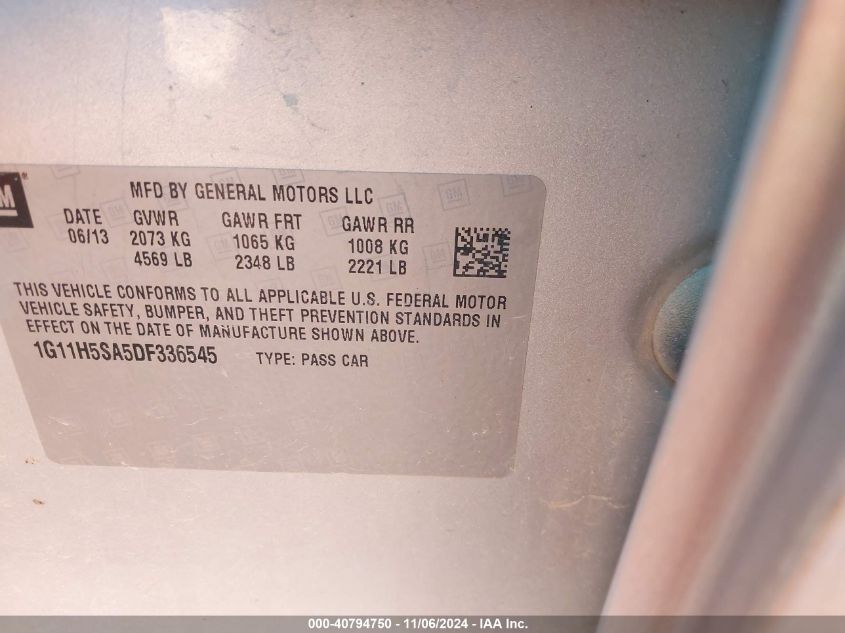 GM
MFD BY GENERAL MOTORS LLC
DATE GVWR GAWR FRT GAWR RR
06/13 2073 KG 1065 KG 1008 KG
4569 LB 2348 LB 2221 LB
THIS VEHICLE CONFORMS TO ALL APPLICABLE U.S. FEDERAL MOTOR
VEHICLE SAFETY, BUMPER, AND THEFT PREVENTION STANDARDS IN
EFFECT ON THE DATE OF MANUFACTURE SHOWN ABOVE.
1G11H5SA5DF336545 TYPE: PASS CAR
000-40794750 - 11/06/2024 - IAA Inc.